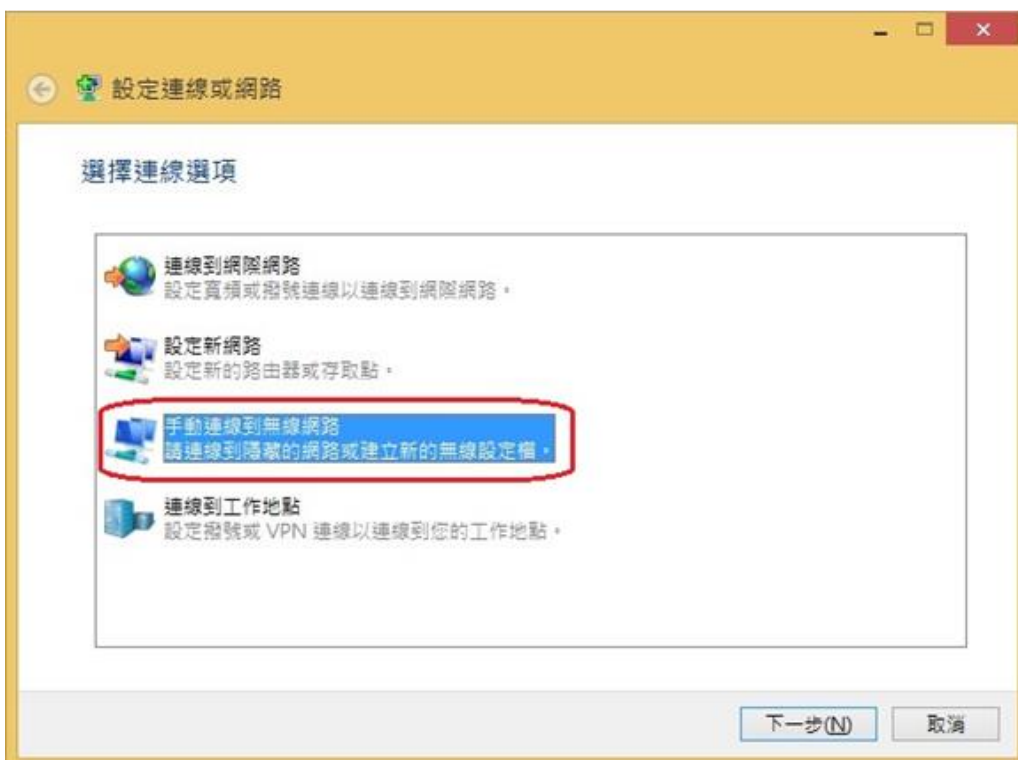 設定連線或網路
選擇連線選項
連線到網際網路
設定寬頻或撥號連線以連線到網際網路。
設定新網路
設定新的路由器或存取點。
手動連線到無線網路
請連線到隱藏的網路或建立新的無線設定檔。
連線到工作地點
設定撥號或 VPN 連線以連線到您的工作地點。
下一步(N)
取消